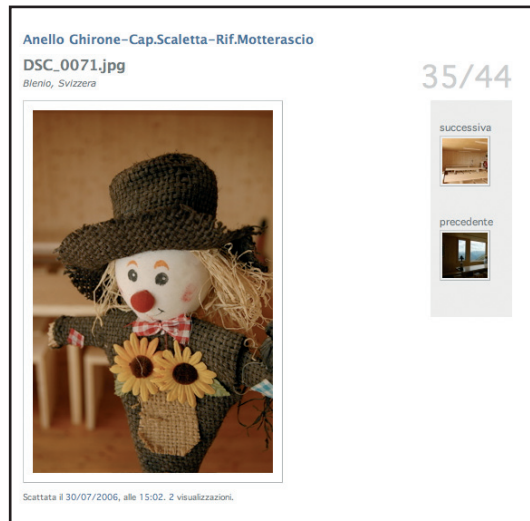 Anello Ghirone-Cap.Scaletta-Rif.Motterascio
DSC_0071.jpg
Blenio, Svizzera
35/44
successiva
precedente
Scattata il 30/07/2006, alle 15:02. 2 visualizzazioni.